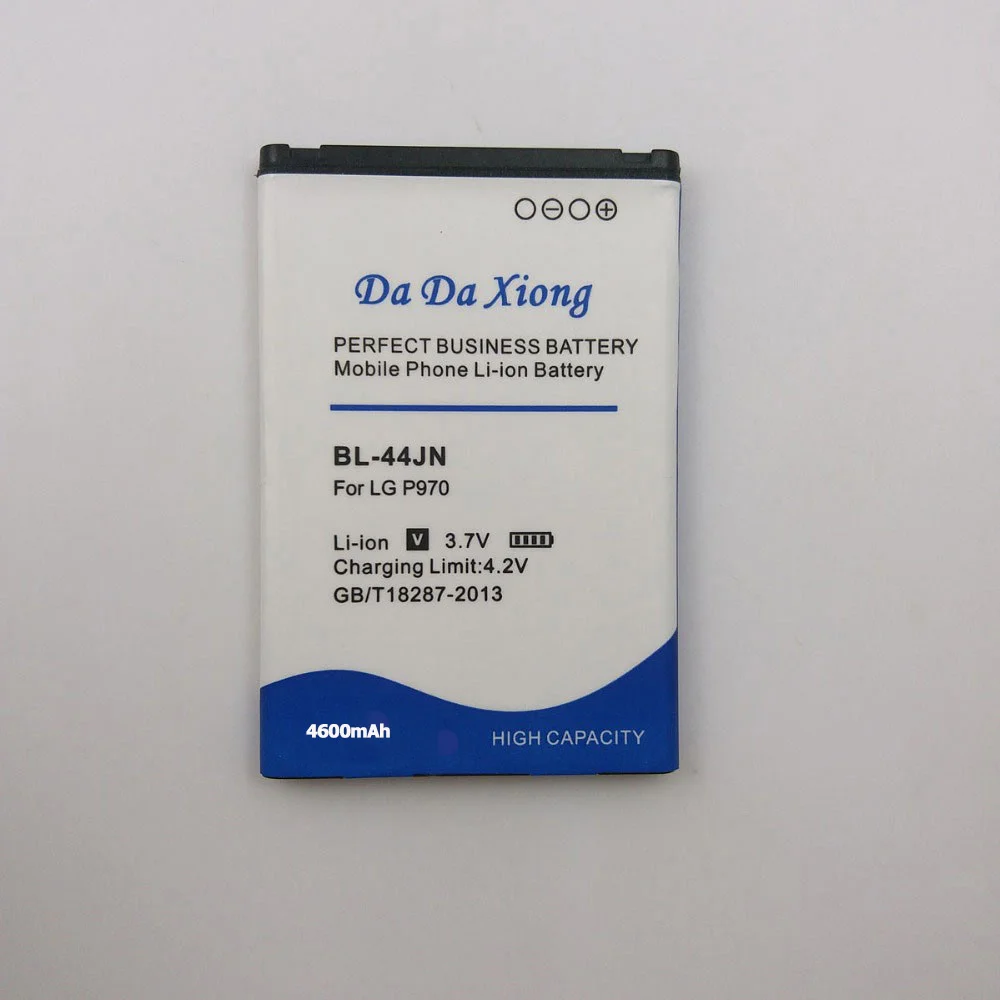 Da Da Xiong
PERFECT BUSINESS BATTERY
Mobile Phone Li-ion Battery
BL-44JN
For LG P970
Li-ion V 3.7V
Charging Limit:4.2V
GB/T18287-2013
4600mAh
HIGH CAPACITY